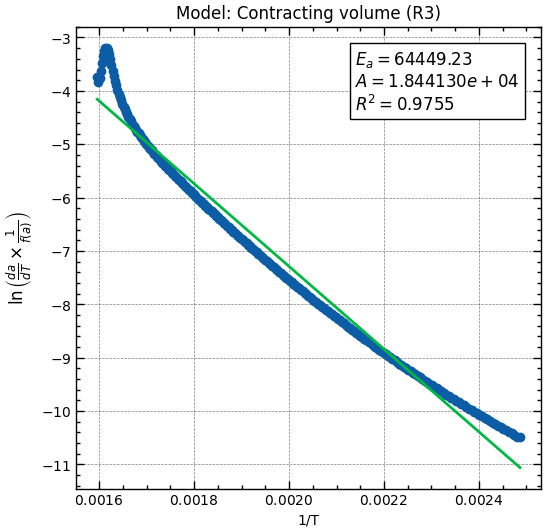 Model: Contracting volume (R3)
E_a = 64449.23
A = 1.844130e + 04
R^2 = 0.9755
−3
−4
−5
−6
−7
−8
−9
−10
−11
ln(da/dT × 1/f(a))
0.0016 0.0018 0.0020 0.0022 0.0024
1/T